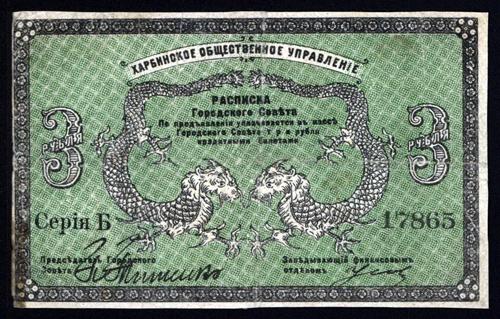 ХАРБИНСКОЕ ОБЩЕСТВЕННОЕ УПРАВЛЕНІЕ
РАСПИСКА
Городского Совѣта
По предъявленіи уплачивается въ кассѣ
Городского Совѣта три рубля
кредитными билетами
3 РУБЛЯ
3 РУБЛЯ
Серія Б 17865
Предсѣдатель Городского
Совѣта
Завѣдывающій финансовымъ
отдѣломъ